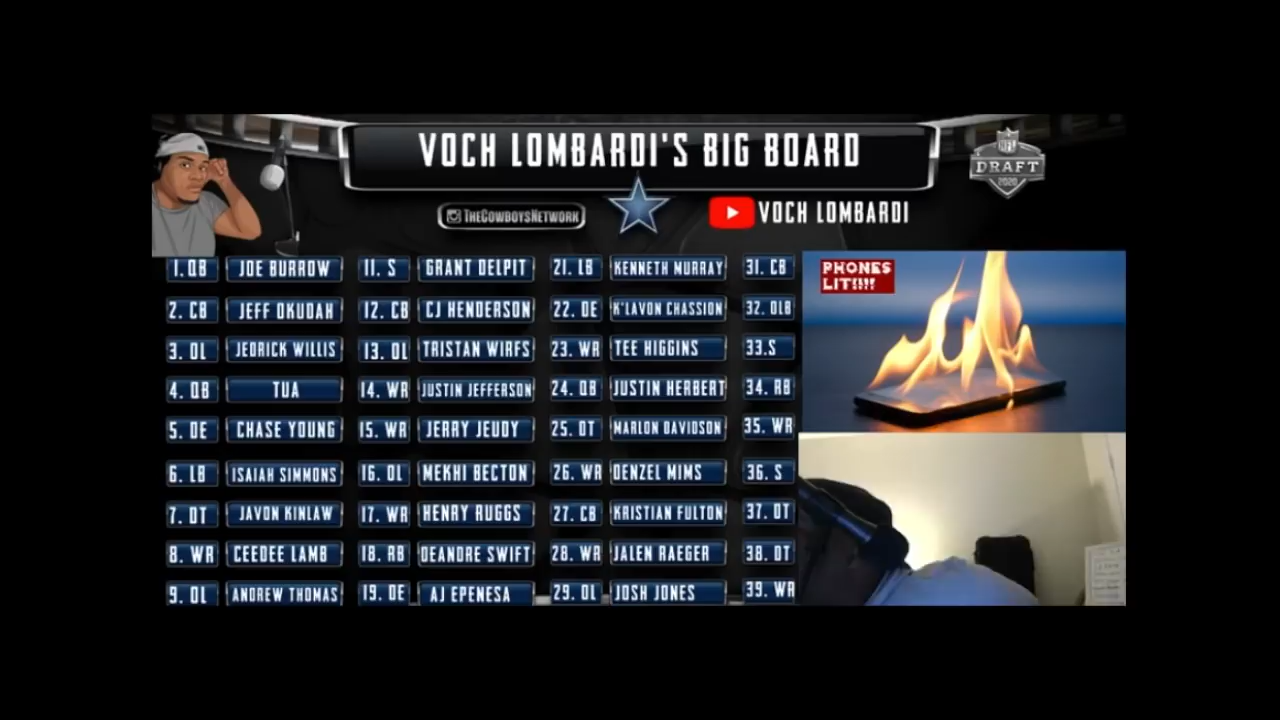 VOCH LOMBARDI'S BIG BOARD
NFL
DRAFT
2020
THECOWBOYSNETWORK
VOCH LOMBARDI
1. QB JOE BURROW 11. S GRANT DELPIT 21. LB KENNETH MURRAY 31. CB
2. CB JEFF OKUDAH 12. CB CJ HENDERSON 22. DE K'LAVON CHASSION 32. OLB
3. OL JEDRICK WILLIS 13. OL TRISTAN WIRFS 23. WR TEE HIGGINS 33.S
4. QB TUA 14. WR JUSTIN JEFFERSON 24. QB JUSTIN HERBERT 34. RB
5. DE CHASE YOUNG 15. WR JERRY JEUDY 25. DT MARLON DAVIDSON 35. WR
6. LB ISAIAH SIMMONS 16. OL MEKHI BECTON 26. WR DENZEL MIMS 36. S
7. DT JAVON KINLAW 17. WR HENRY RUGGS 27. CB KRISTIAN FULTON 37. DT
8. WR CEEDEE LAMB 18. RB DEANDRE SWIFT 28. WR JALEN RAEGER 38. DT
9. OL ANDREW THOMAS 19. DE AJ EPENESA 29. OL JOSH JONES 39. WR
PHONES
LIT